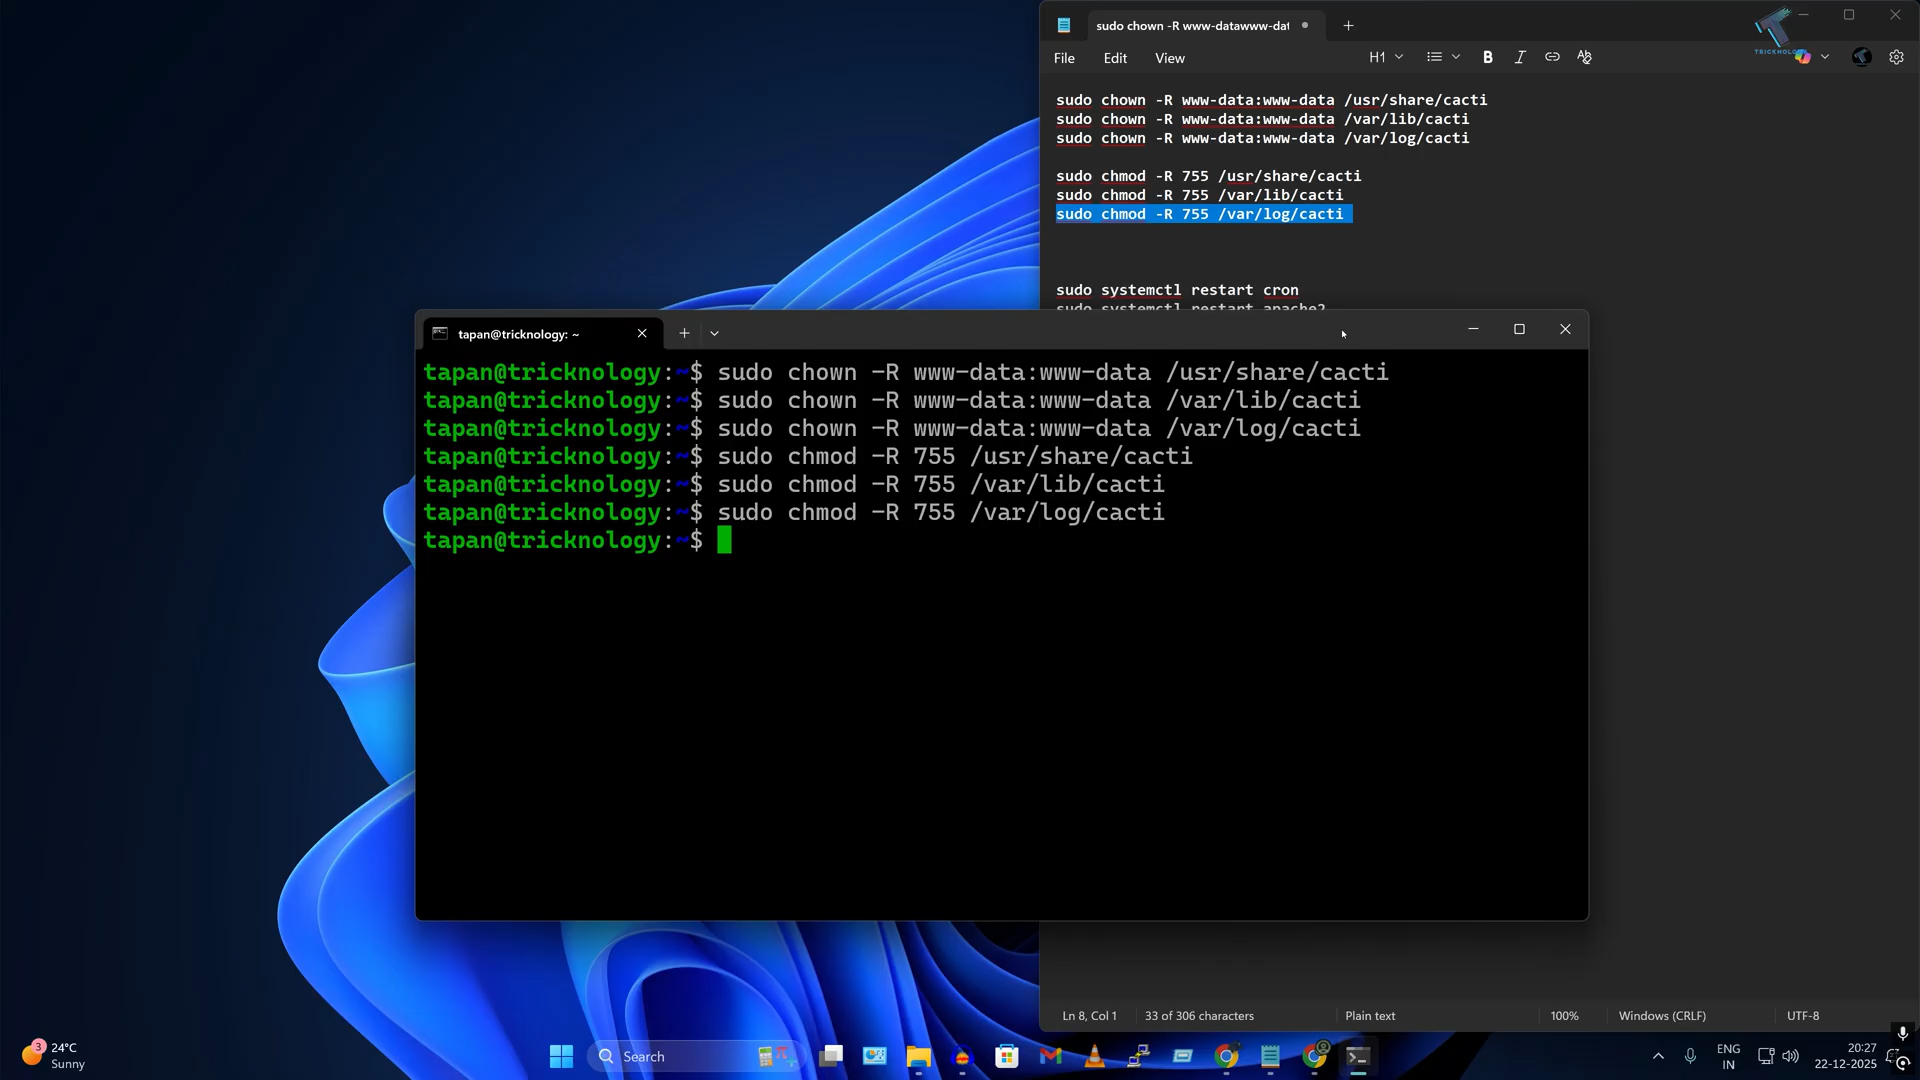 sudo chown -R www-datawww-dat
TRICKNOLOGY
File Edit View H1 B I
sudo chown -R www-data:www-data /usr/share/cacti
sudo chown -R www-data:www-data /var/lib/cacti
sudo chown -R www-data:www-data /var/log/cacti
sudo chmod -R 755 /usr/share/cacti
sudo chmod -R 755 /var/lib/cacti
sudo chmod -R 755 /var/log/cacti
sudo systemctl restart cron
sudo systemctl restart apache2
tapan@tricknology: ~
tapan@tricknology:~$ sudo chown -R www-data:www-data /usr/share/cacti
tapan@tricknology:~$ sudo chown -R www-data:www-data /var/lib/cacti
tapan@tricknology:~$ sudo chown -R www-data:www-data /var/log/cacti
tapan@tricknology:~$ sudo chmod -R 755 /usr/share/cacti
tapan@tricknology:~$ sudo chmod -R 755 /var/lib/cacti
tapan@tricknology:~$ sudo chmod -R 755 /var/log/cacti
tapan@tricknology:~$
Ln 8, Col 1 33 of 306 characters Plain text 100% Windows (CRLF) UTF-8
3
24°C
Sunny
Search
ENG
IN
20:27
22-12-2025